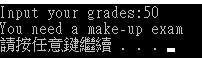 Input your grades:50
You need a make-up exam
請按任意鍵繼續 . . .